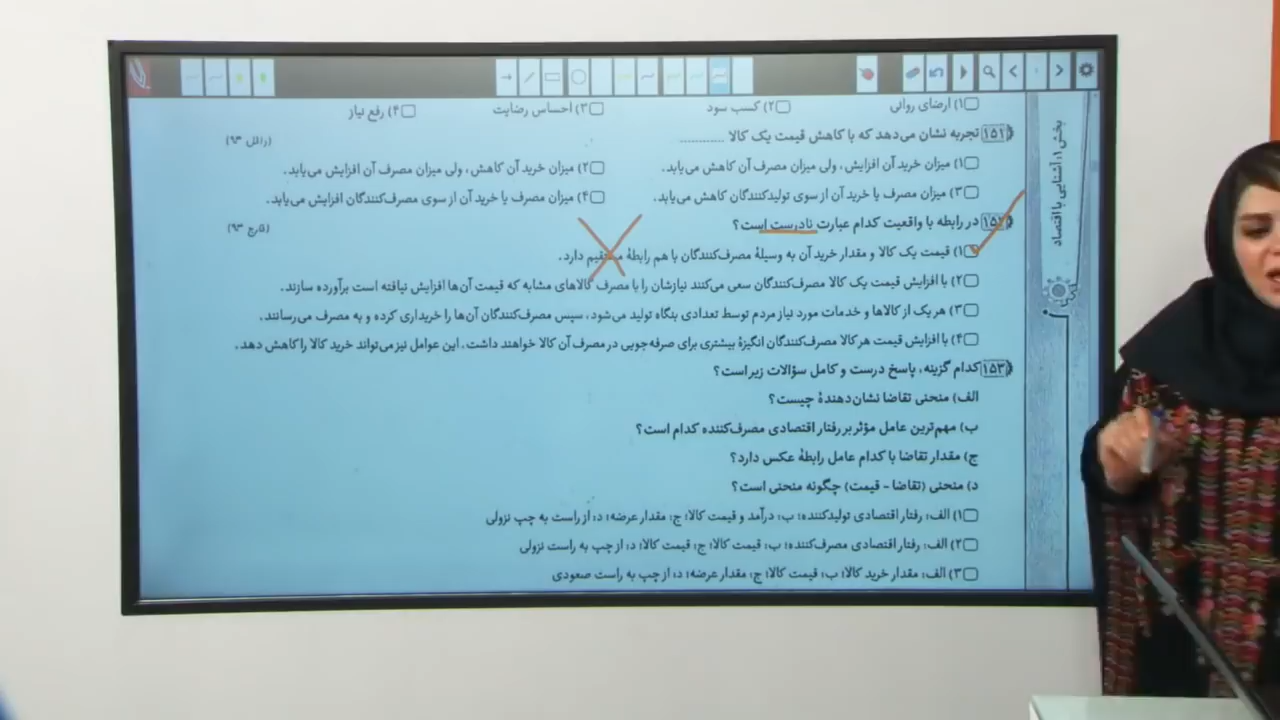 ۱) ارضای روانی ۲) کسب سود ۳) احساس رضایت ۴) رفع نیاز
۱۵۱) تجربه نشان می‌دهد که با کاهش قیمت یک کالا ............ (داخل ۹۳)
۱) میزان خرید آن افزایش، ولی میزان مصرف آن کاهش می‌یابد. ۲) میزان خرید آن کاهش، ولی میزان مصرف آن افزایش می‌یابد.
۳) میزان مصرف یا خرید آن از سوی تولیدکنندگان کاهش می‌یابد. ۴) میزان مصرف یا خرید آن از سوی مصرف‌کنندگان افزایش می‌یابد.
۱۵۲) در رابطه با واقعیت کدام عبارت نادرست است؟ (خارج ۹۳)
۱) قیمت یک کالا و مقدار خرید آن به وسیلهٔ مصرف‌کنندگان با هم رابطهٔ مستقیم دارد.
۲) با افزایش قیمت یک کالا مصرف‌کنندگان سعی می‌کنند نیازشان را با مصرف کالاهای مشابه که قیمت آن‌ها افزایش نیافته است برآورده سازند.
۳) هر یک از کالاها و خدمات مورد نیاز مردم توسط تعدادی بنگاه تولید می‌شود، سپس مصرف‌کنندگان آن‌ها را خریداری کرده و به مصرف می‌رسانند.
۴) با افزایش قیمت هر کالا مصرف‌کنندگان انگیزهٔ بیشتری برای صرفه‌جویی در مصرف آن کالا خواهند داشت. این عوامل نیز می‌تواند خرید کالا را کاهش دهد.
۱۵۳) کدام گزینه، پاسخ درست و کامل سؤالات زیر است؟
الف) منحنی تقاضا نشان‌دهندهٔ چیست؟
ب) مهم‌ترین عامل مؤثر بر رفتار اقتصادی مصرف‌کننده کدام است؟
ج) مقدار تقاضا با کدام عامل رابطهٔ عکس دارد؟
د) منحنی (تقاضا - قیمت) چگونه منحنی است؟
۱) الف: رفتار اقتصادی تولیدکننده؛ ب: درآمد و قیمت کالا؛ ج: مقدار عرضه؛ د: از راست به چپ نزولی
۲) الف: رفتار اقتصادی مصرف‌کننده؛ ب: قیمت کالا؛ ج: قیمت کالا؛ د: از چپ به راست نزولی
۳) الف: مقدار خرید کالا؛ ب: قیمت کالا؛ ج: مقدار عرضه؛ د: از چپ به راست صعودی
بخش ۱: آشنایی با اقتصاد